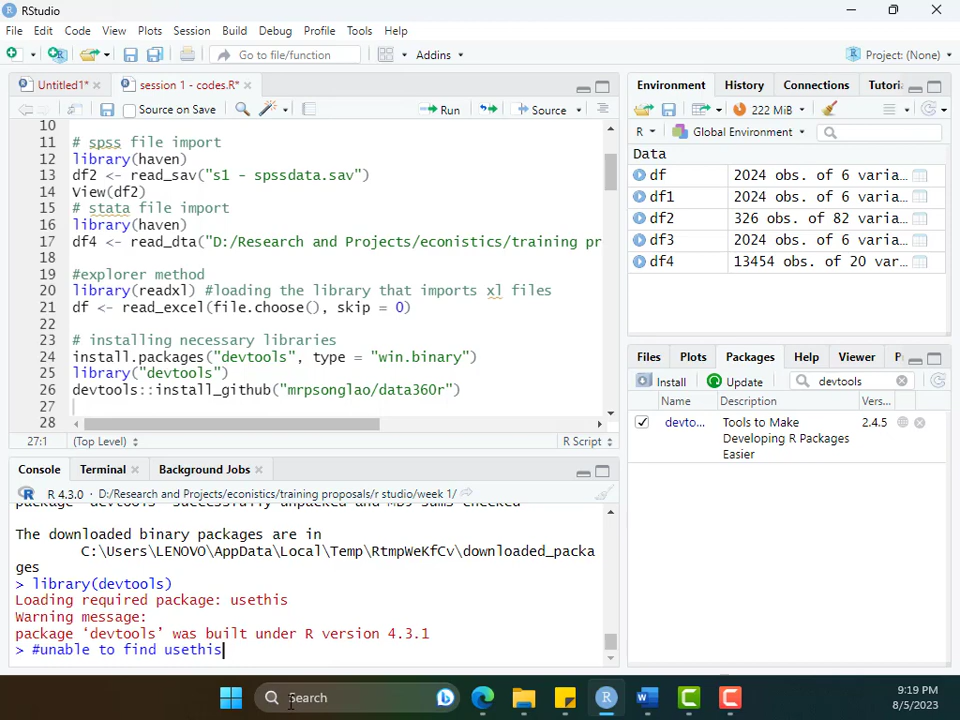 RStudio
File Edit Code View Plots Session Build Debug Profile Tools Help
Go to file/function Addins Project: (None)
Untitled1* session 1 - codes.R*
Source on Save Run Source
10
11 # spss file import
12 library(haven)
13 df2 <- read_sav("s1 - spssdata.sav")
14 View(df2)
15 # stata file import
16 library(haven)
17 df4 <- read_dta("D:/Research and Projects/econistics/training pr
18
19 #explorer method
20 library(readxl) #loading the library that imports xl files
21 df <- read_excel(file.choose(), skip = 0)
22
23 # installing necessary libraries
24 install.packages("devtools", type = "win.binary")
25 library("devtools")
26 devtools::install_github("mrpsonglao/data360r")
27
28
27:1 (Top Level) R Script
Console Terminal Background Jobs
R 4.3.0 · D:/Research and Projects/econistics/training proposals/r studio/week 1/
package 'devtools' successfully unpacked and MD5 sums checked
The downloaded binary packages are in
C:\Users\LENOVO\AppData\Local\Temp\RtmpWeKfCv\downloaded_packa
ges
> library(devtools)
Loading required package: usethis
Warning message:
package ‘devtools’ was built under R version 4.3.1
> #unable to find usethis
Environment History Connections Tutori
222 MiB
R Global Environment
Data
df 2024 obs. of 6 varia…
df1 2024 obs. of 6 varia…
df2 326 obs. of 82 varia…
df3 2024 obs. of 6 varia…
df4 13454 obs. of 20 var…
Files Plots Packages Help Viewer P
Install Update devtools
Name Description Vers...
devto... Tools to Make 2.4.5
Developing R Packages
Easier
Search
9:19 PM
8/5/2023